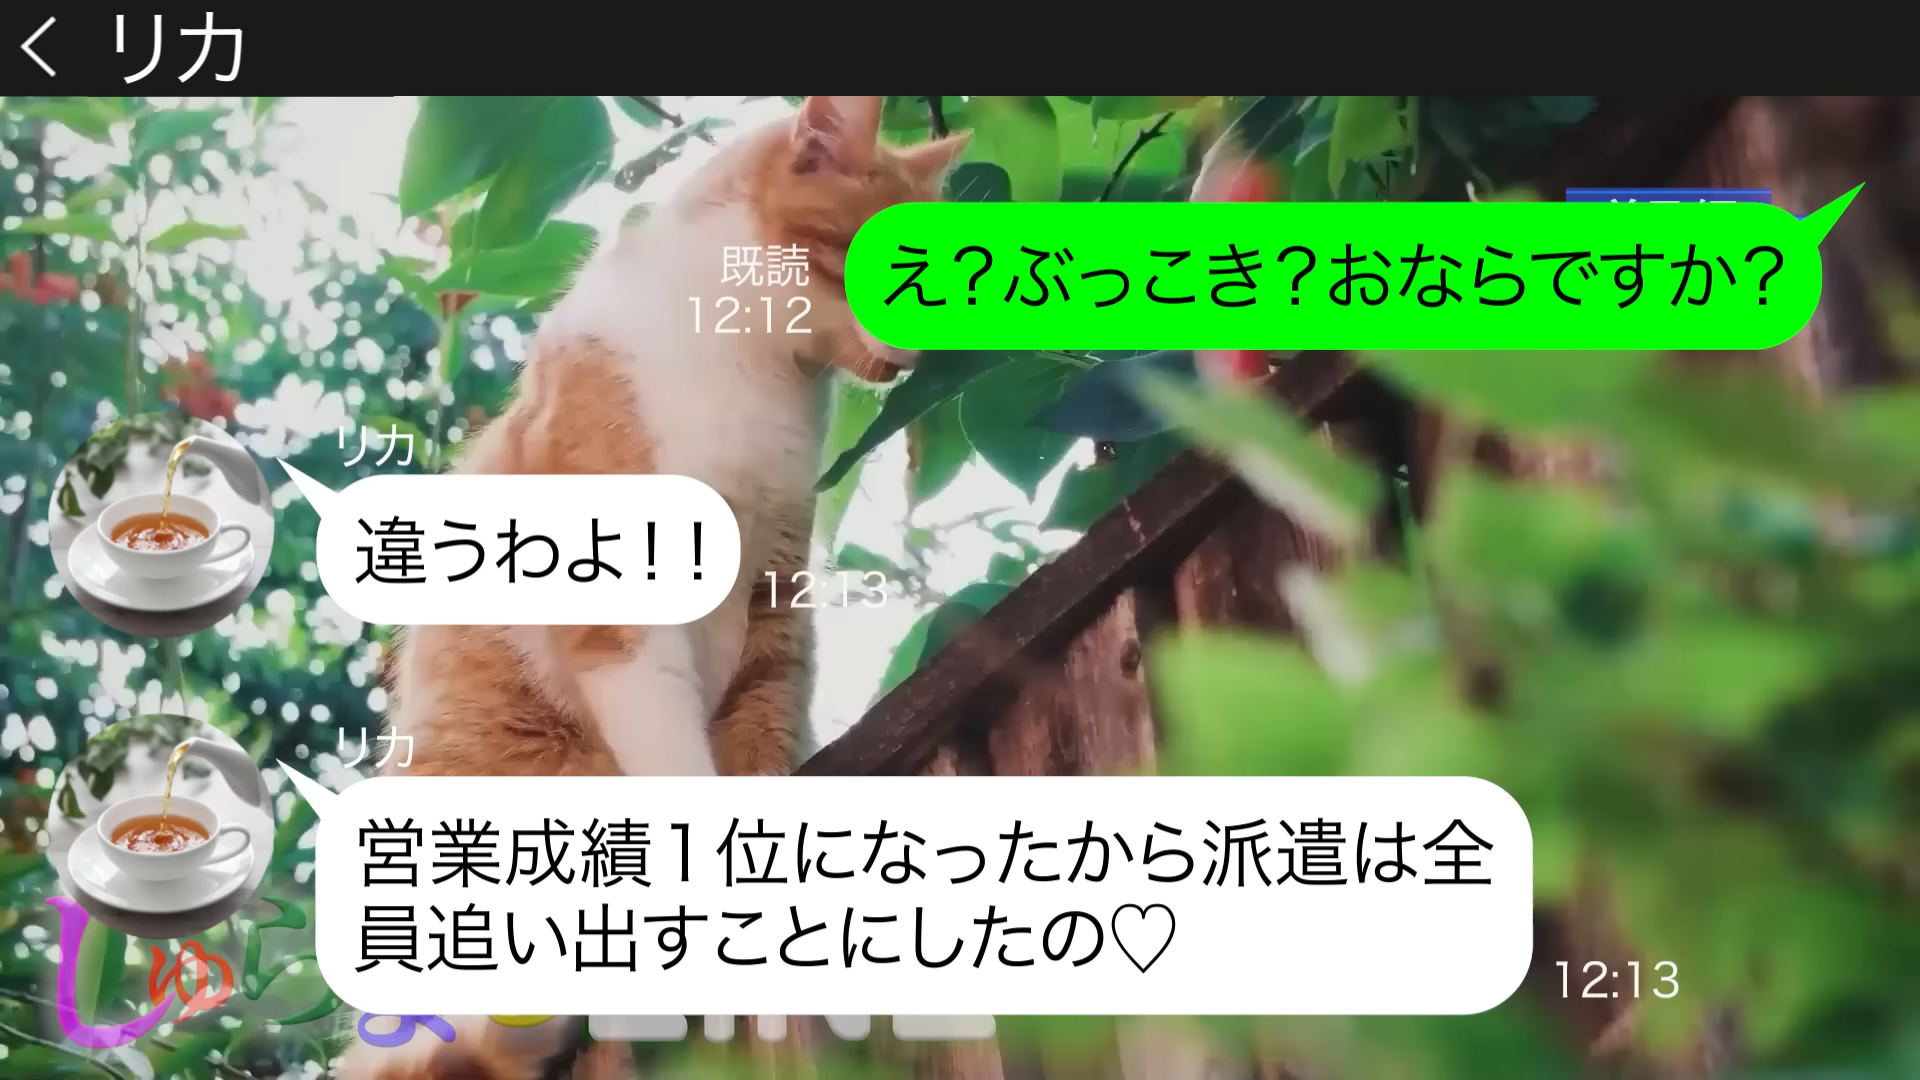 リカ
え？ぶっこき？おならですか？
既読
12:12
リカ
違うわよ！！
12:13
リカ
営業成績１位になったから派遣は全
員追い出すことにしたの♡
12:13